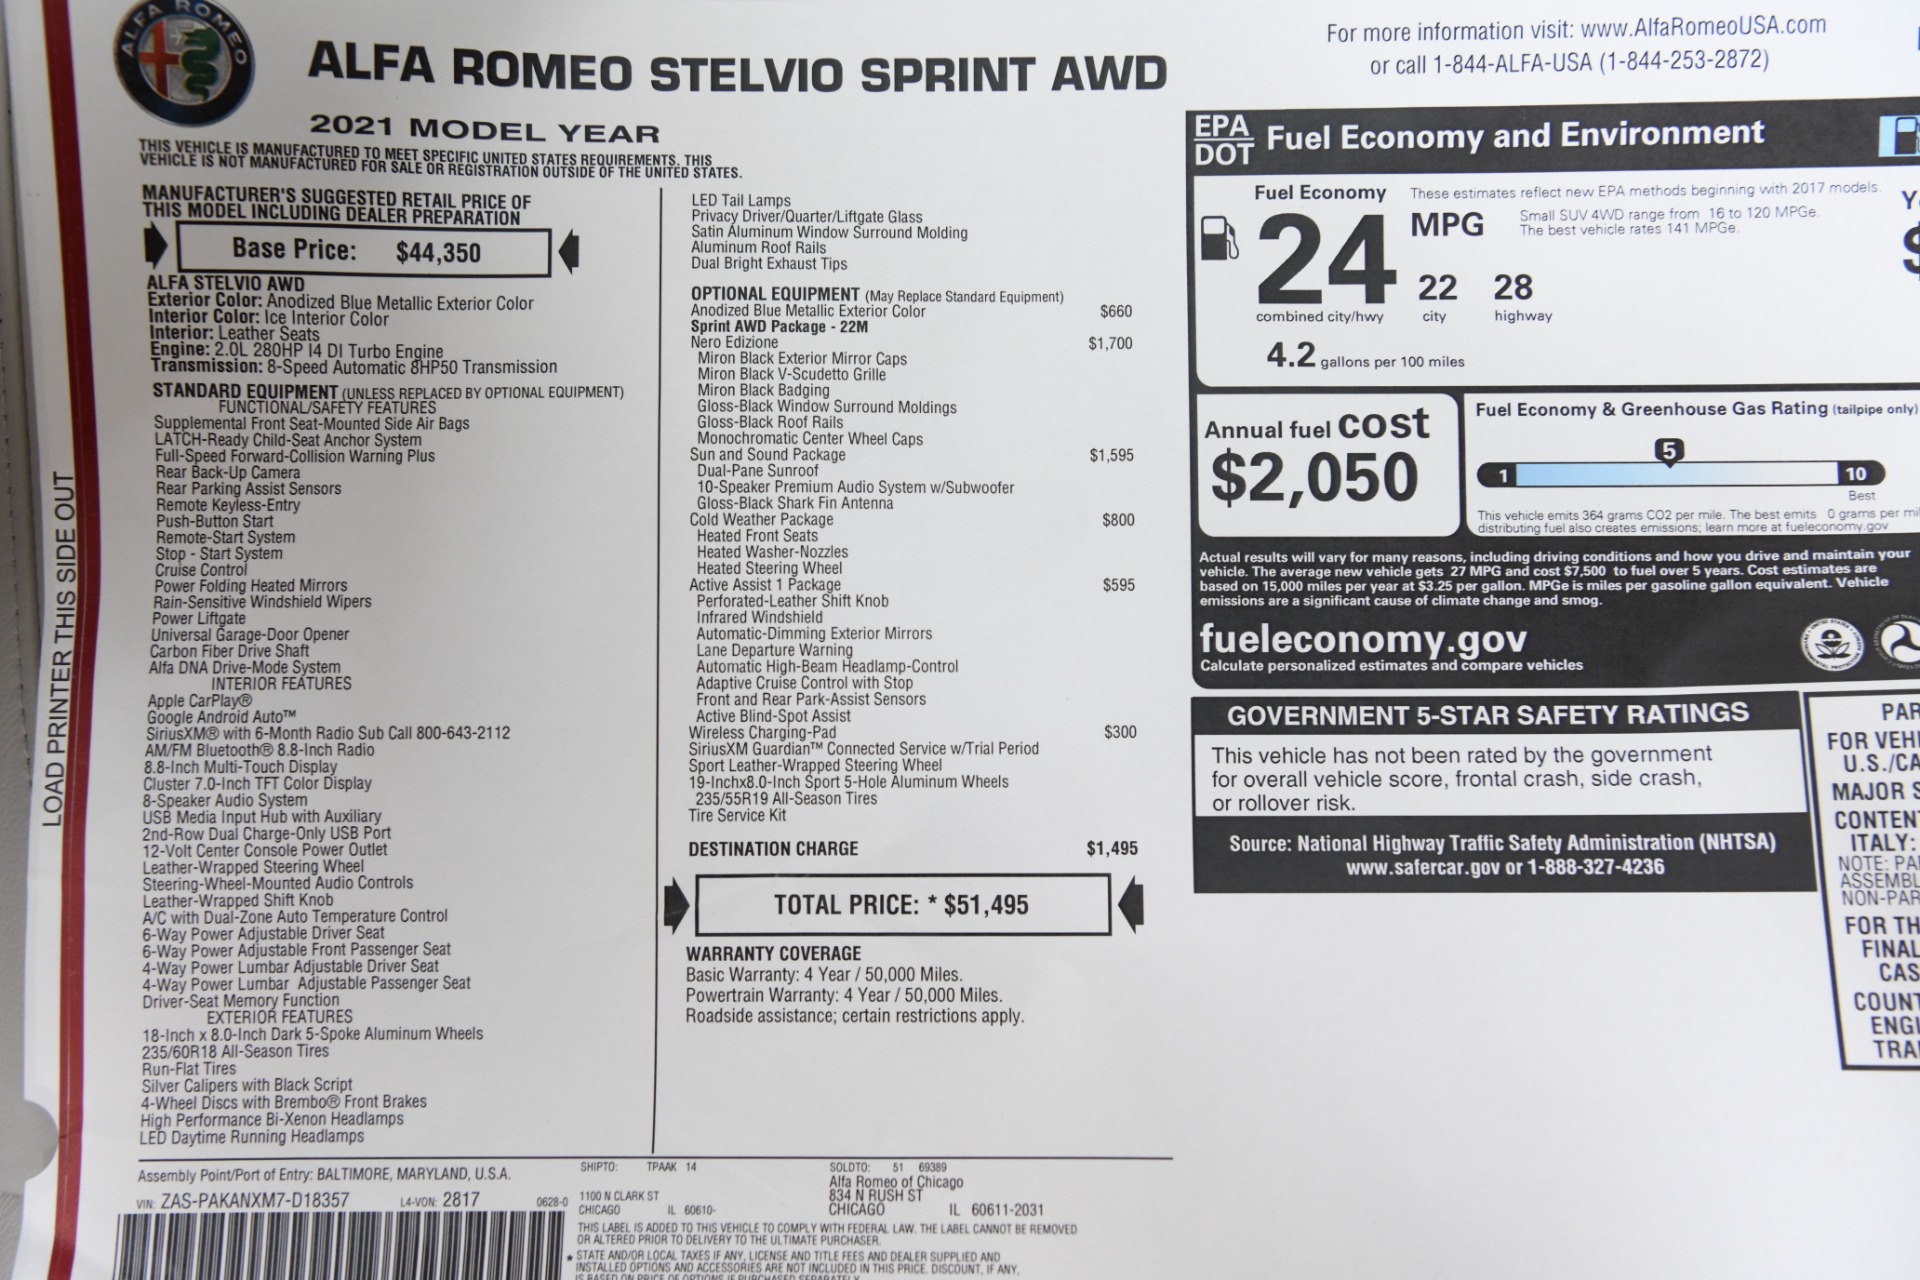 ALFA ROMEO
ALFA ROMEO STELVIO SPRINT AWD
2021 MODEL YEAR
THIS VEHICLE IS MANUFACTURED TO MEET SPECIFIC UNITED STATES REQUIREMENTS. THIS
VEHICLE IS NOT MANUFACTURED FOR SALE OR REGISTRATION OUTSIDE OF THE UNITED STATES.
LOAD PRINTER THIS SIDE OUT
MANUFACTURER'S SUGGESTED RETAIL PRICE OF
THIS MODEL INCLUDING DEALER PREPARATION
Base Price: $44,350
ALFA STELVIO AWD
Exterior Color: Anodized Blue Metallic Exterior Color
Interior Color: Ice Interior Color
Interior: Leather Seats
Engine: 2.0L 280HP I4 DI Turbo Engine
Transmission: 8-Speed Automatic 8HP50 Transmission
STANDARD EQUIPMENT (UNLESS REPLACED BY OPTIONAL EQUIPMENT)
FUNCTIONAL/SAFETY FEATURES
Supplemental Front Seat-Mounted Side Air Bags
LATCH-Ready Child-Seat Anchor System
Full-Speed Forward-Collision Warning Plus
Rear Back-Up Camera
Rear Parking Assist Sensors
Remote Keyless-Entry
Push-Button Start
Remote-Start System
Stop - Start System
Cruise Control
Power Folding Heated Mirrors
Rain-Sensitive Windshield Wipers
Power Liftgate
Universal Garage-Door Opener
Carbon Fiber Drive Shaft
Alfa DNA Drive-Mode System
INTERIOR FEATURES
Apple CarPlay®
Google Android Auto™
SiriusXM® with 6-Month Radio Sub Call 800-643-2112
AM/FM Bluetooth® 8.8-Inch Radio
8.8-Inch Multi-Touch Display
Cluster 7.0-Inch TFT Color Display
8-Speaker Audio System
USB Media Input Hub with Auxiliary
2nd-Row Dual Charge-Only USB Port
12-Volt Center Console Power Outlet
Leather-Wrapped Steering Wheel
Steering-Wheel-Mounted Audio Controls
Leather-Wrapped Shift Knob
A/C with Dual-Zone Auto Temperature Control
6-Way Power Adjustable Driver Seat
6-Way Power Adjustable Front Passenger Seat
4-Way Power Lumbar Adjustable Driver Seat
4-Way Power Lumbar Adjustable Passenger Seat
Driver-Seat Memory Function
EXTERIOR FEATURES
18-Inch x 8.0-Inch Dark 5-Spoke Aluminum Wheels
235/60R18 All-Season Tires
Run-Flat Tires
Silver Calipers with Black Script
4-Wheel Discs with Brembo® Front Brakes
High Performance Bi-Xenon Headlamps
LED Daytime Running Headlamps
LED Tail Lamps
Privacy Driver/Quarter/Liftgate Glass
Satin Aluminum Window Surround Molding
Aluminum Roof Rails
Dual Bright Exhaust Tips
OPTIONAL EQUIPMENT (May Replace Standard Equipment)
Anodized Blue Metallic Exterior Color $660
Sprint AWD Package - 22M
Nero Edizione $1,700
Miron Black Exterior Mirror Caps
Miron Black V-Scudetto Grille
Miron Black Badging
Gloss-Black Window Surround Moldings
Gloss-Black Roof Rails
Monochromatic Center Wheel Caps
Sun and Sound Package $1,595
Dual-Pane Sunroof
10-Speaker Premium Audio System w/Subwoofer
Gloss-Black Shark Fin Antenna
Cold Weather Package $800
Heated Front Seats
Heated Washer-Nozzles
Heated Steering Wheel
Active Assist 1 Package $595
Perforated-Leather Shift Knob
Infrared Windshield
Automatic-Dimming Exterior Mirrors
Lane Departure Warning
Automatic High-Beam Headlamp-Control
Adaptive Cruise Control with Stop
Front and Rear Park-Assist Sensors
Active Blind-Spot Assist
Wireless Charging-Pad $300
SiriusXM Guardian™ Connected Service w/Trial Period
Sport Leather-Wrapped Steering Wheel
19-Inchx8.0-Inch Sport 5-Hole Aluminum Wheels
235/55R19 All-Season Tires
Tire Service Kit
DESTINATION CHARGE $1,495
TOTAL PRICE: * $51,495
WARRANTY COVERAGE
Basic Warranty: 4 Year / 50,000 Miles.
Powertrain Warranty: 4 Year / 50,000 Miles.
Roadside assistance; certain restrictions apply.
Assembly Point/Port of Entry: BALTIMORE, MARYLAND, U.S.A.
VIN: ZAS-PAKANXM7-D18357 L4-VON: 2817 0628-0
SHIPTO: TPAAK 14
1100 N CLARK ST
CHICAGO IL 60610-
SOLDTO: 51 69389
Alfa Romeo of Chicago
834 N RUSH ST
CHICAGO IL 60611-2031
THIS LABEL IS ADDED TO THIS VEHICLE TO COMPLY WITH FEDERAL LAW. THE LABEL CANNOT BE REMOVED
OR ALTERED PRIOR TO DELIVERY TO THE ULTIMATE PURCHASER.
* STATE AND/OR LOCAL TAXES IF ANY, LICENSE AND TITLE FEES AND DEALER SUPPLIED AND
INSTALLED OPTIONS AND ACCESSORIES ARE NOT INCLUDED IN THIS PRICE. DISCOUNT, IF ANY,
IS BASED ON PRICE OF OPTIONS IF PURCHASED SEPARATELY
For more information visit: www.AlfaRomeoUSA.com
or call 1-844-ALFA-USA (1-844-253-2872)
EPA
DOT
Fuel Economy and Environment
Fuel Economy
These estimates reflect new EPA methods beginning with 2017 models.
24 MPG
Small SUV 4WD range from 16 to 120 MPGe.
The best vehicle rates 141 MPGe.
22 28
combined city/hwy city highway
4.2 gallons per 100 miles
$
Annual fuel cost
$2,050
Fuel Economy & Greenhouse Gas Rating (tailpipe only)
5
1 10
Best
This vehicle emits 364 grams CO2 per mile. The best emits 0 grams per
distributing fuel also creates emissions; learn more at fueleconomy.gov
Actual results will vary for many reasons, including driving conditions and how you drive and maintain your
vehicle. The average new vehicle gets 27 MPG and cost $7,500 to fuel over 5 years. Cost estimates are
based on 15,000 miles per year at $3.25 per gallon. MPGe is miles per gasoline gallon equivalent. Vehicle
emissions are a significant cause of climate change and smog.
fueleconomy.gov
Calculate personalized estimates and compare vehicles
GOVERNMENT 5-STAR SAFETY RATINGS
This vehicle has not been rated by the government
for overall vehicle score, frontal crash, side crash,
or rollover risk.
Source: National Highway Traffic Safety Administration (NHTSA)
www.safercar.gov or 1-888-327-4236
PAR
FOR VEHI
U.S./CA
MAJOR S
CONTENT
ITALY:
NOTE: PA
ASSEMBL
NON-PAR
FOR TH
FINAL
CAS
COUNT
ENGI
TRA